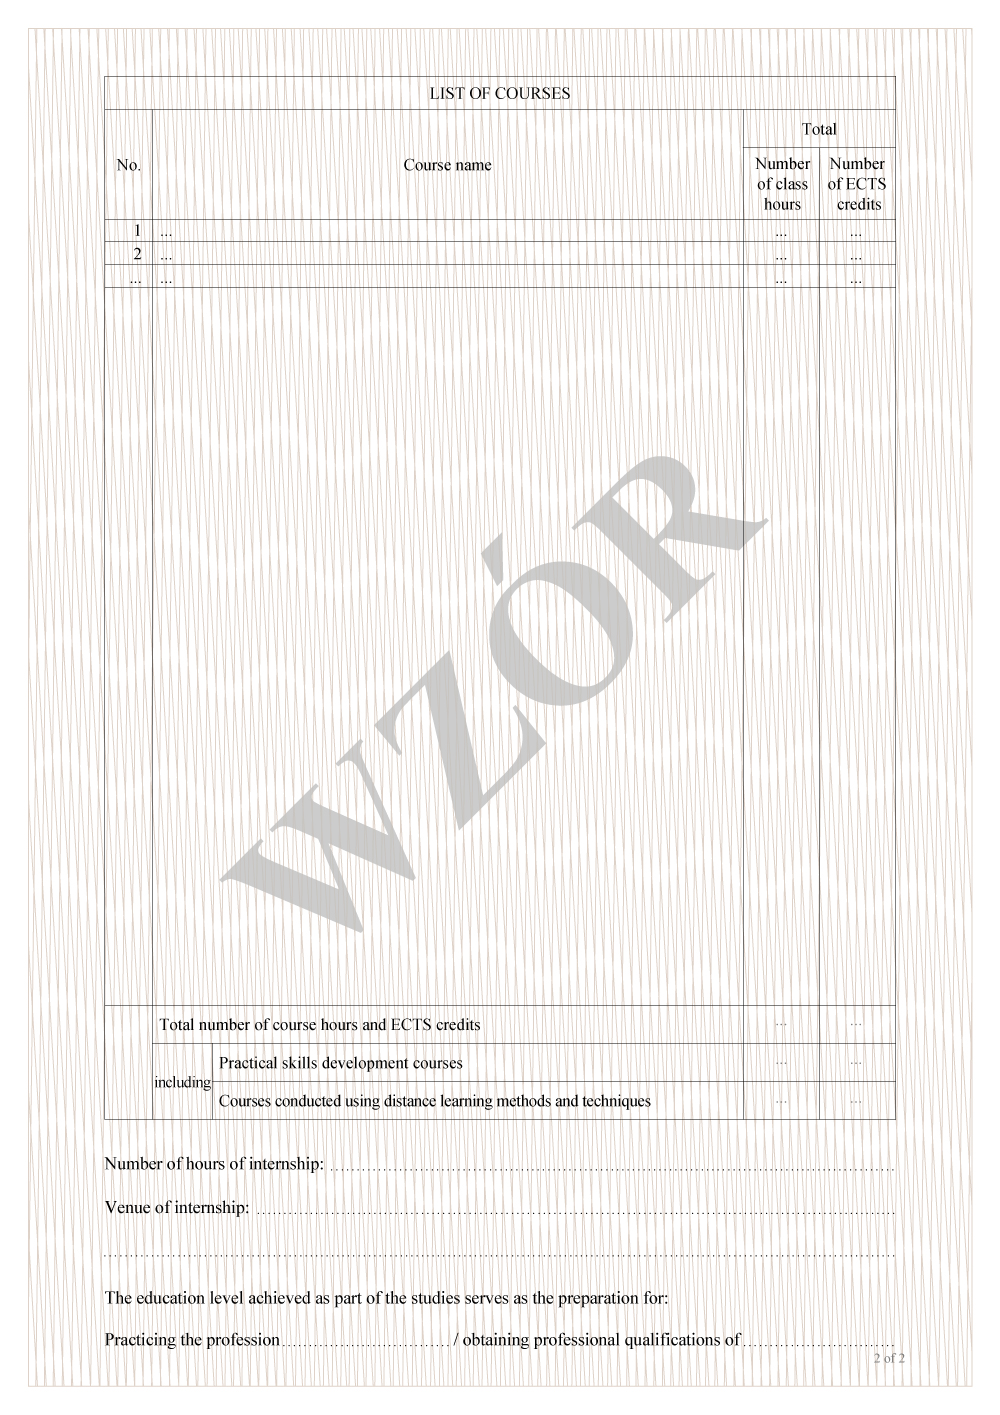 LIST OF COURSES
No.
Course name
Total
Number of class hours
Number of ECTS credits
1 ... ... ...
2 ... ... ...
... ... ... ...
WZÓR
Total number of course hours and ECTS credits ... ...
including
Practical skills development courses ... ...
Courses conducted using distance learning methods and techniques ... ...
Number of hours of internship: ........................................
Venue of internship: ........................................
........................................
The education level achieved as part of the studies serves as the preparation for:
Practicing the profession.............................. / obtaining professional qualifications of ..............................
2 of 2